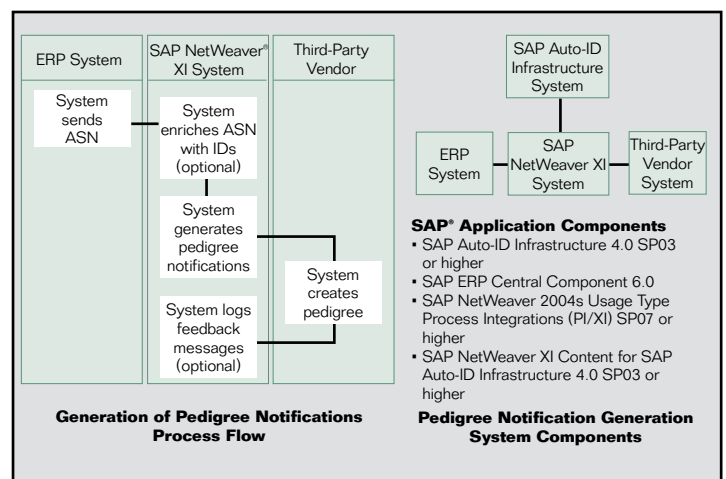 ERP System
SAP NetWeaver®
XI System
Third-Party
Vendor
System
sends
ASN
System
enriches ASN
with IDs
(optional)
System
generates
pedigree
notifications
System
creates
pedigree
System logs
feedback
messages
(optional)
Generation of Pedigree Notifications
Process Flow
SAP Auto-ID
Infrastructure
System
ERP
System
SAP
NetWeaver XI
System
Third-Party
Vendor
System
SAP® Application Components
▪ SAP Auto-ID Infrastructure 4.0 SP03
or higher
▪ SAP ERP Central Component 6.0
▪ SAP NetWeaver 2004s Usage Type
Process Integrations (PI/XI) SP07 or
higher
▪ SAP NetWeaver XI Content for SAP
Auto-ID Infrastructure 4.0 SP03 or
higher
Pedigree Notification Generation
System Components